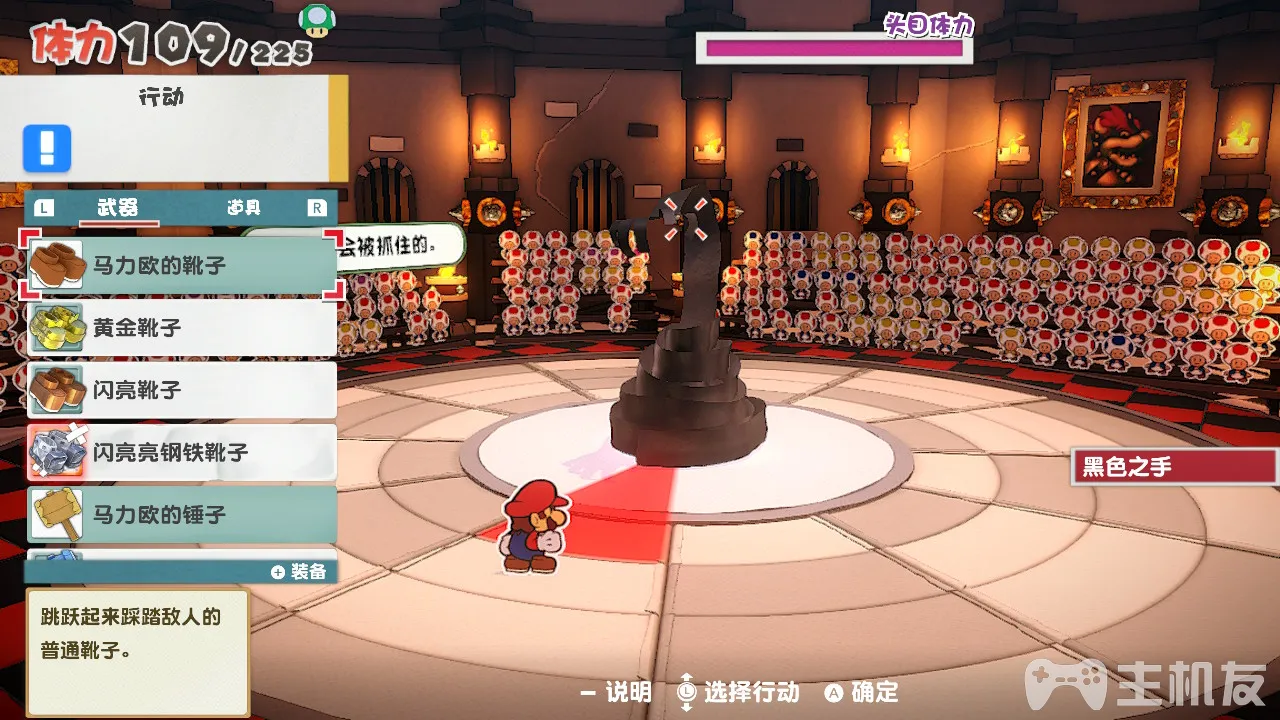 体力109/225
头目体力
行动
L 武器 道具 R
会被抓住的。
马力欧的靴子
黄金靴子
闪亮靴子
闪亮亮钢铁靴子
黑色之手
马力欧的锤子
+ 装备
跳跃起来踩踏敌人的
普通靴子。
− 说明 L 选择行动 A 确定
主机友